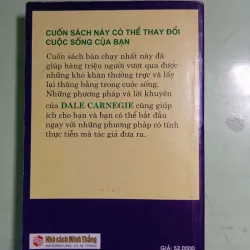 CUỐN SÁCH NÀY CÓ THỂ THAY ĐỔI
CUỘC SỐNG CỦA BẠN
Cuốn sách bán chạy nhất này đã
giúp hàng triệu người vượt qua được
những khó khăn thường trực và lấy
lại thăng bằng trong cuộc sống.
Những phương pháp và lời khuyên
của DALE CARNEGIE cũng giúp
ích cho bạn và bạn có thể bắt đầu
ngay với những phương pháp có tính
thực tiễn mà tác giả đưa ra.
Nhà sách Minh Thắng
GIÁ: 52.000Đ